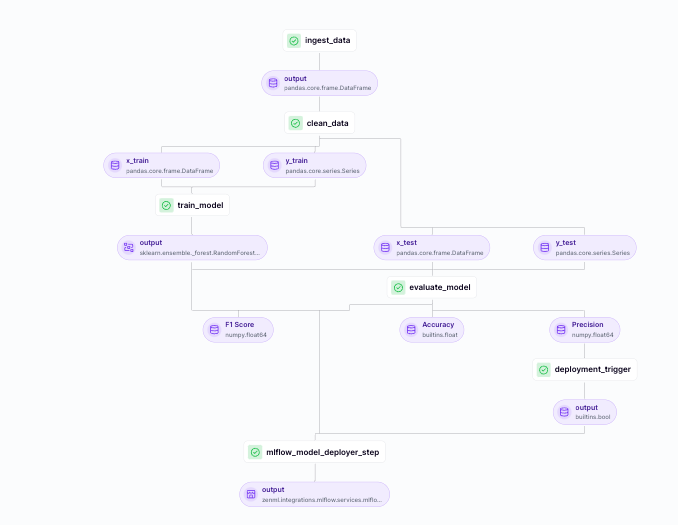 ingest_data
output
pandas.core.frame.DataFrame
clean_data
x_train
pandas.core.frame.DataFrame
y_train
pandas.core.series.Series
train_model
output
sklearn.ensemble._forest.RandomForest...
x_test
pandas.core.frame.DataFrame
y_test
pandas.core.series.Series
evaluate_model
F1 Score
numpy.float64
Accuracy
builtins.float
Precision
numpy.float64
deployment_trigger
output
builtins.bool
mlflow_model_deployer_step
output
zenml.integrations.mlflow.services.mlflo...